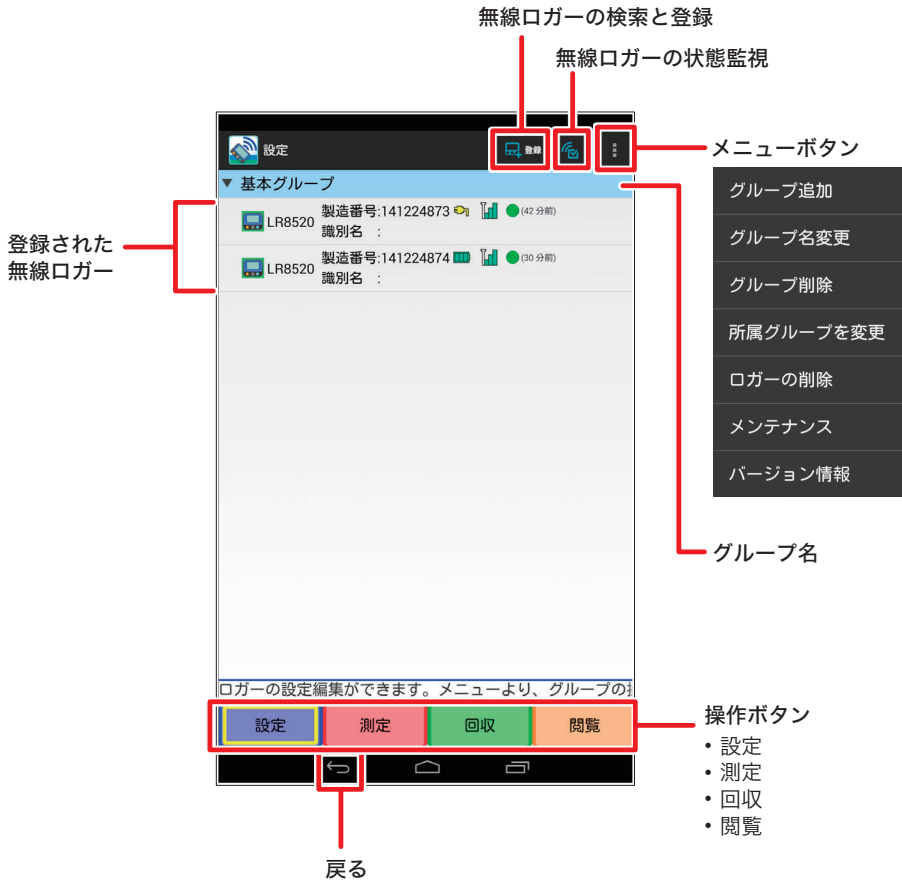 無線ロガーの検索と登録
無線ロガーの状態監視
設定
登録
メニューボタン
グループ追加
グループ名変更
グループ削除
所属グループを変更
ロガーの削除
メンテナンス
バージョン情報
基本グループ
登録された
無線ロガー
LR8520
製造番号:141224873
(42 分前)
識別名 :
LR8520
製造番号:141224874
(30 分前)
識別名 :
グループ名
ロガーの設定編集ができます。メニューより、グループの
設定
測定
回収
閲覧
操作ボタン
・設定
・測定
・回収
・閲覧
戻る